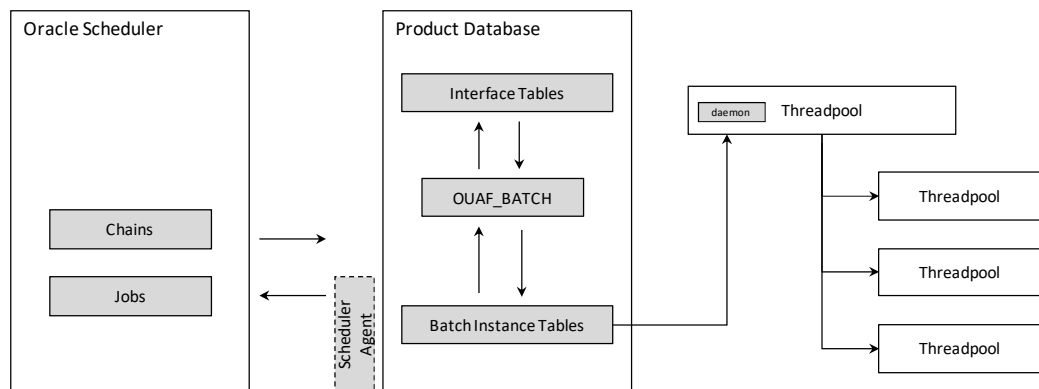 Oracle Scheduler
Chains
Jobs
Scheduler
Agent
Product Database
Interface Tables
OUAF_BATCH
Batch Instance Tables
daemon
Threadpool
Threadpool
Threadpool
Threadpool